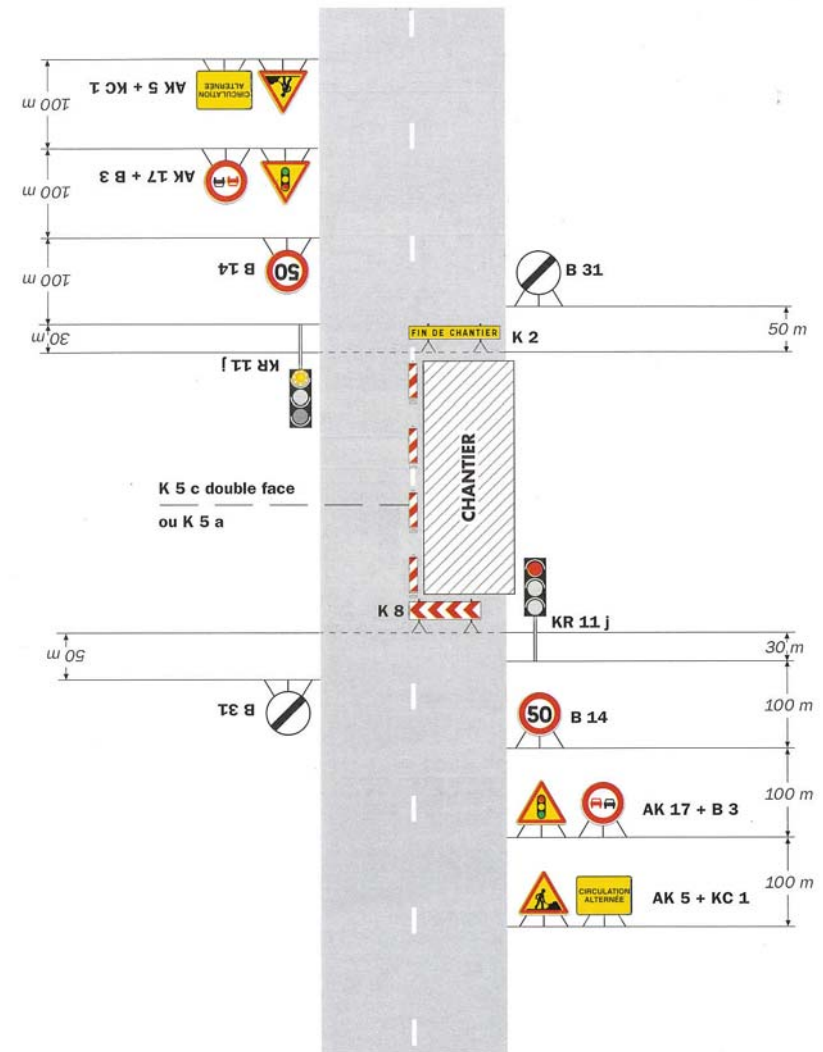 AK 5 + KC 1
CIRCULATION
ALTERNÉE
100 m
AK 17 + B 3
100 m
B 14
50
100 m
B 31
50 m
FIN DE CHANTIER
K 2
30 m
KR 11 j
CHANTIER
K 5 c double face
ou K 5 a
K 8
KR 11 j
30 m
50 m
B 31
50
B 14
100 m
AK 17 + B 3
100 m
CIRCULATION
ALTERNÉE
AK 5 + KC 1
100 m